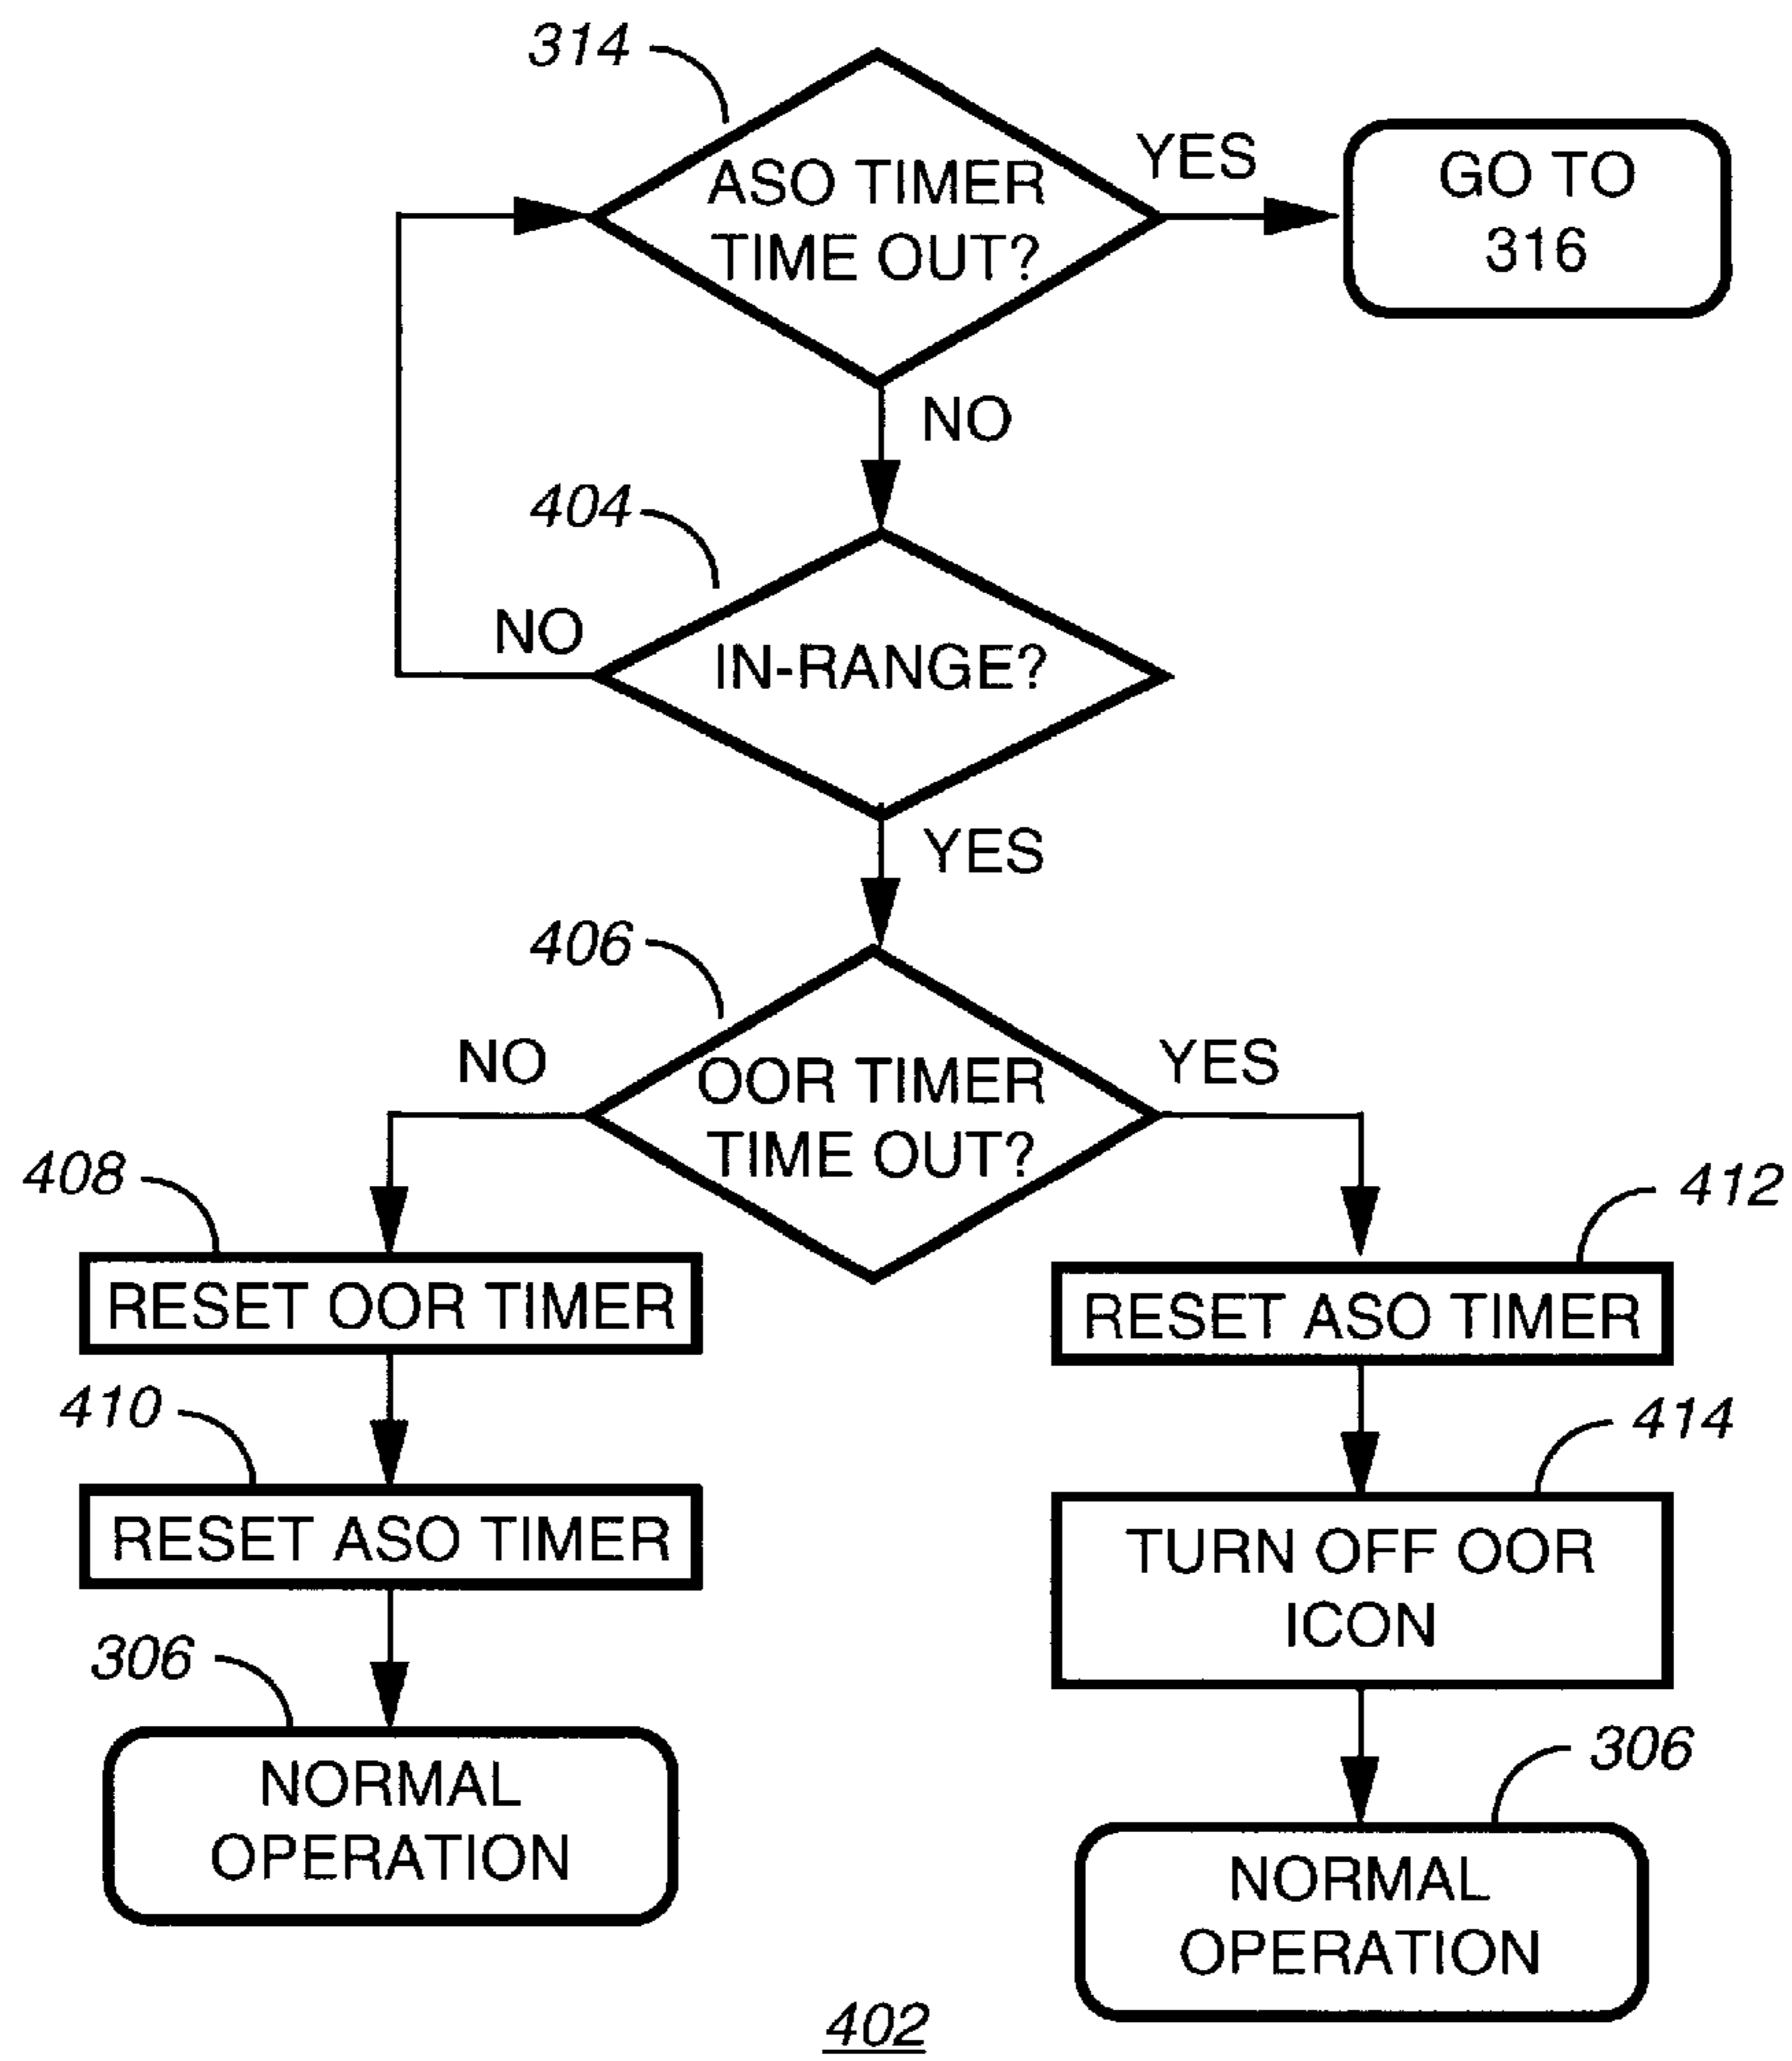 314
ASO TIMER
TIME OUT?
YES
GO TO
316
NO
404
NO
IN-RANGE?
YES
406
NO
OOR TIMER
TIME OUT?
YES
408
RESET OOR TIMER
412
RESET ASO TIMER
410
RESET ASO TIMER
414
TURN OFF OOR
ICON
306
NORMAL
OPERATION
306
NORMAL
OPERATION
402